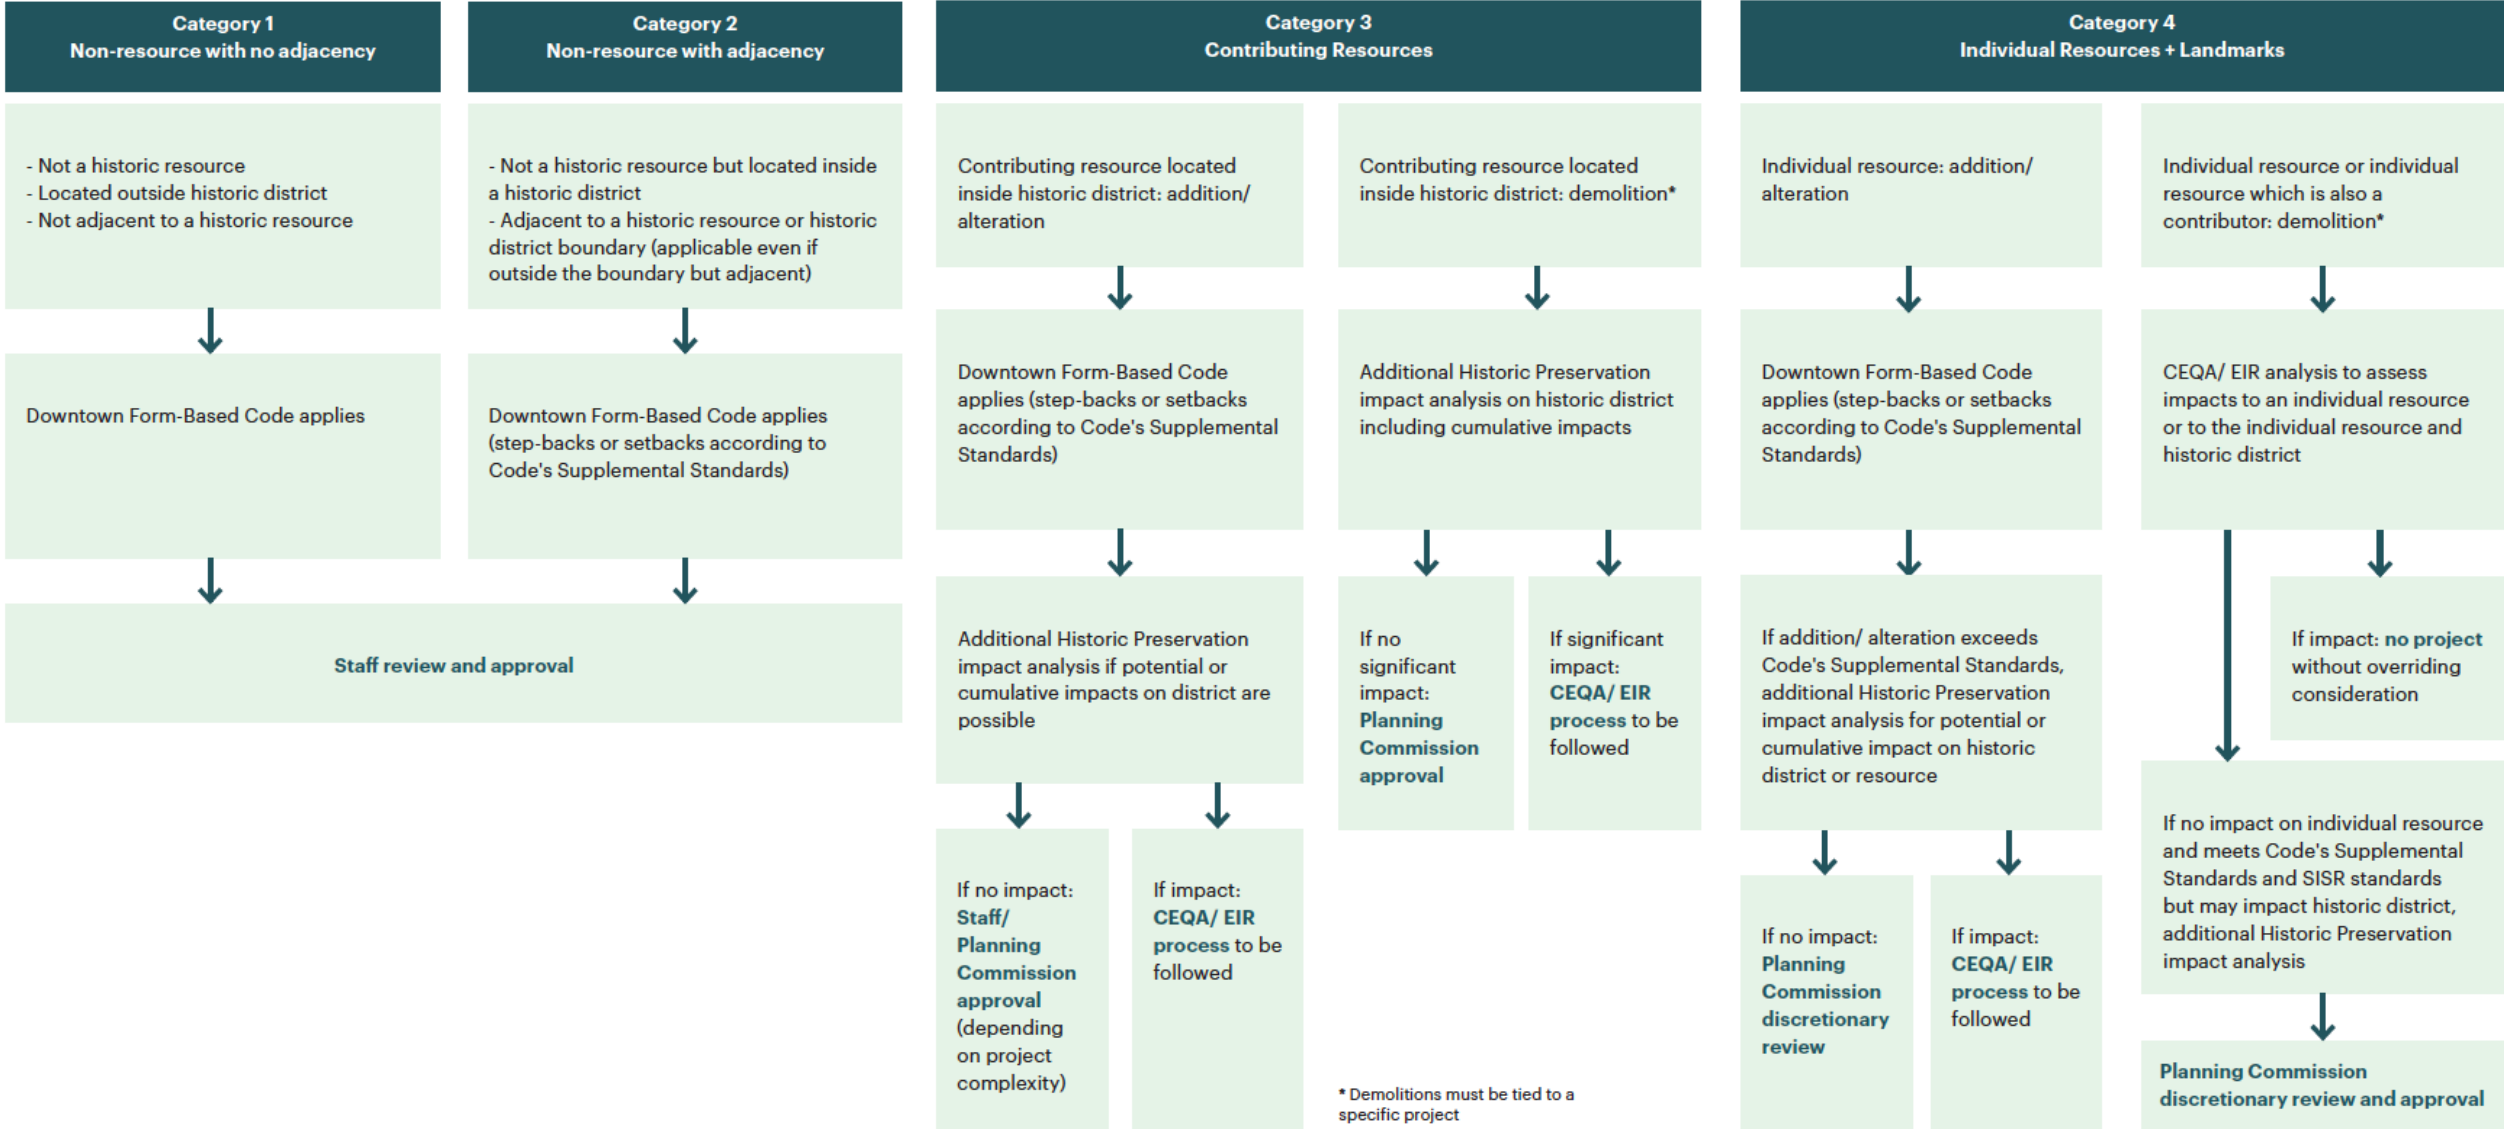 Category 1
Non-resource with no adjacency
- Not a historic resource
- Located outside historic district
- Not adjacent to a historic resource
Downtown Form-Based Code applies
Category 2
Non-resource with adjacency
- Not a historic resource but located inside
a historic district
- Adjacent to a historic resource or historic
district boundary (applicable even if
outside the boundary but adjacent)
Downtown Form-Based Code applies
(step-backs or setbacks according to
Code's Supplemental Standards)
Staff review and approval
Category 3
Contributing Resources
Contributing resource located
inside historic district: addition/
alteration
Downtown Form-Based Code
applies (step-backs or setbacks
according to Code's Supplemental
Standards)
Additional Historic Preservation
impact analysis if potential or
cumulative impacts on district are
possible
If no impact:
Staff/
Planning
Commission
approval
(depending
on project
complexity)
If impact:
CEQA/ EIR
process to be
followed
Contributing resource located
inside historic district: demolition*
Additional Historic Preservation
impact analysis on historic district
including cumulative impacts
If no
significant
impact:
Planning
Commission
approval
If significant
impact:
CEQA/ EIR
process to be
followed
* Demolitions must be tied to a
specific project
Category 4
Individual Resources + Landmarks
Individual resource: addition/
alteration
Downtown Form-Based Code
applies (step-backs or setbacks
according to Code's Supplemental
Standards)
If addition/ alteration exceeds
Code's Supplemental Standards,
additional Historic Preservation
impact analysis for potential or
cumulative impact on historic
district or resource
If no impact:
Planning
Commission
discretionary
review
If impact:
CEQA/ EIR
process to be
followed
Individual resource or individual
resource which is also a
contributor: demolition*
CEQA/ EIR analysis to assess
impacts to an individual resource
or to the individual resource and
historic district
If impact: no project
without overriding
consideration
If no impact on individual resource
and meets Code's Supplemental
Standards and SISR standards
but may impact historic district,
additional Historic Preservation
impact analysis
Planning Commission
discretionary review and approval